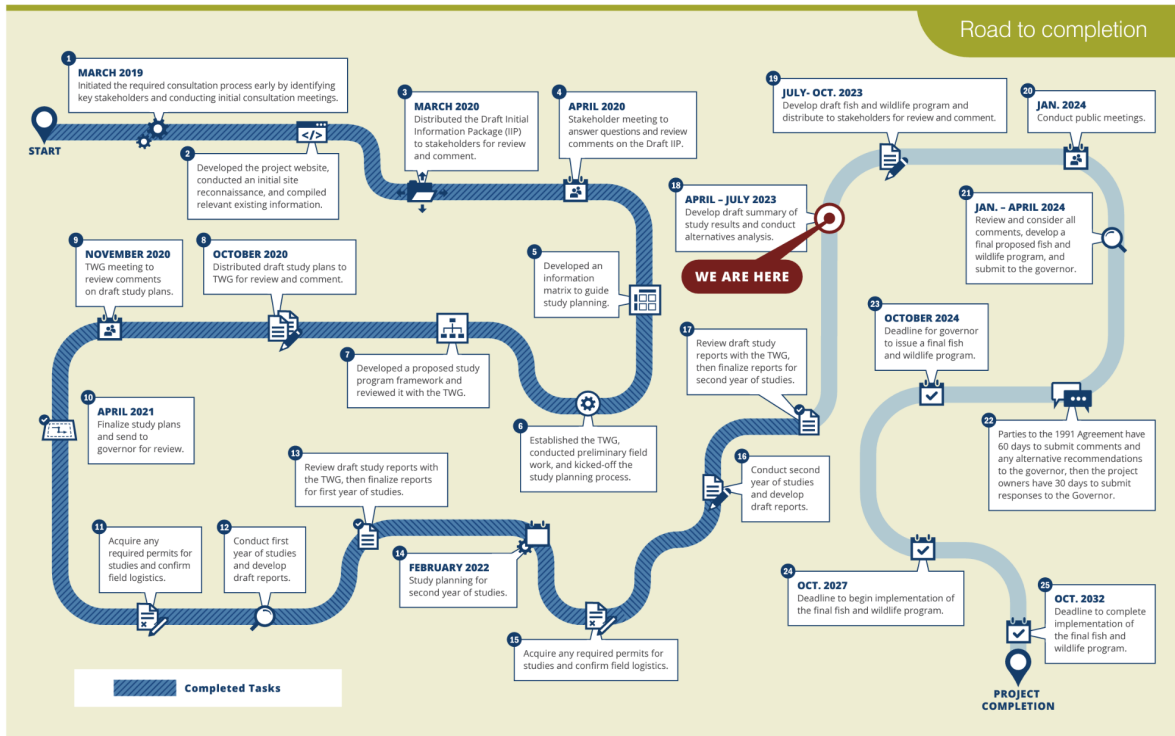 Road to completion
START
1
MARCH 2019
Initiated the required consultation process early by identifying
key stakeholders and conducting initial consultation meetings.
</>
2
Developed the project website,
conducted an initial site
reconnaissance, and compiled
relevant existing information.
3
MARCH 2020
Distributed the Draft Initial
Information Package (IIP)
to stakeholders for review
and comment.
4
APRIL 2020
Stakeholder meeting to
answer questions and review
comments on the Draft IIP.
5
Developed an
information
matrix to guide
study planning.
6
Established the TWG,
conducted preliminary field
work, and kicked-off the
study planning process.
7
Developed a proposed study
program framework and
reviewed it with the TWG.
8
OCTOBER 2020
Distributed draft study plans to
TWG for review and comment.
9
NOVEMBER 2020
TWG meeting to
review comments
on draft study plans.
10
APRIL 2021
Finalize study plans
and send to
governor for review.
11
Acquire any
required permits for
studies and confirm
field logistics.
12
Conduct first
year of studies
and develop
draft reports.
13
Review draft study reports with
the TWG, then finalize reports
for first year of studies.
14
FEBRUARY 2022
Study planning for
second year of studies.
15
Acquire any required permits for
studies and confirm field logistics.
16
Conduct second
year of studies
and develop
draft reports.
17
Review draft study
reports with the TWG,
then finalize reports for
second year of studies.
18
APRIL – JULY 2023
Develop draft summary of
study results and conduct
alternatives analysis.
WE ARE HERE
19
JULY- OCT. 2023
Develop draft fish and wildlife program and
distribute to stakeholders for review and comment.
20
JAN. 2024
Conduct public meetings.
21
JAN. – APRIL 2024
Review and consider all
comments, develop a
final proposed fish and
wildlife program, and
submit to the governor.
22
Parties to the 1991 Agreement have
60 days to submit comments and
any alternative recommendations
to the governor, then the project
owners have 30 days to submit
responses to the Governor.
23
OCTOBER 2024
Deadline for governor
to issue a final fish
and wildlife program.
24
OCT. 2027
Deadline to begin implementation of
the final fish and wildlife program.
25
OCT. 2032
Deadline to complete
implementation of
the final fish and
wildlife program.
PROJECT
COMPLETION
Completed Tasks